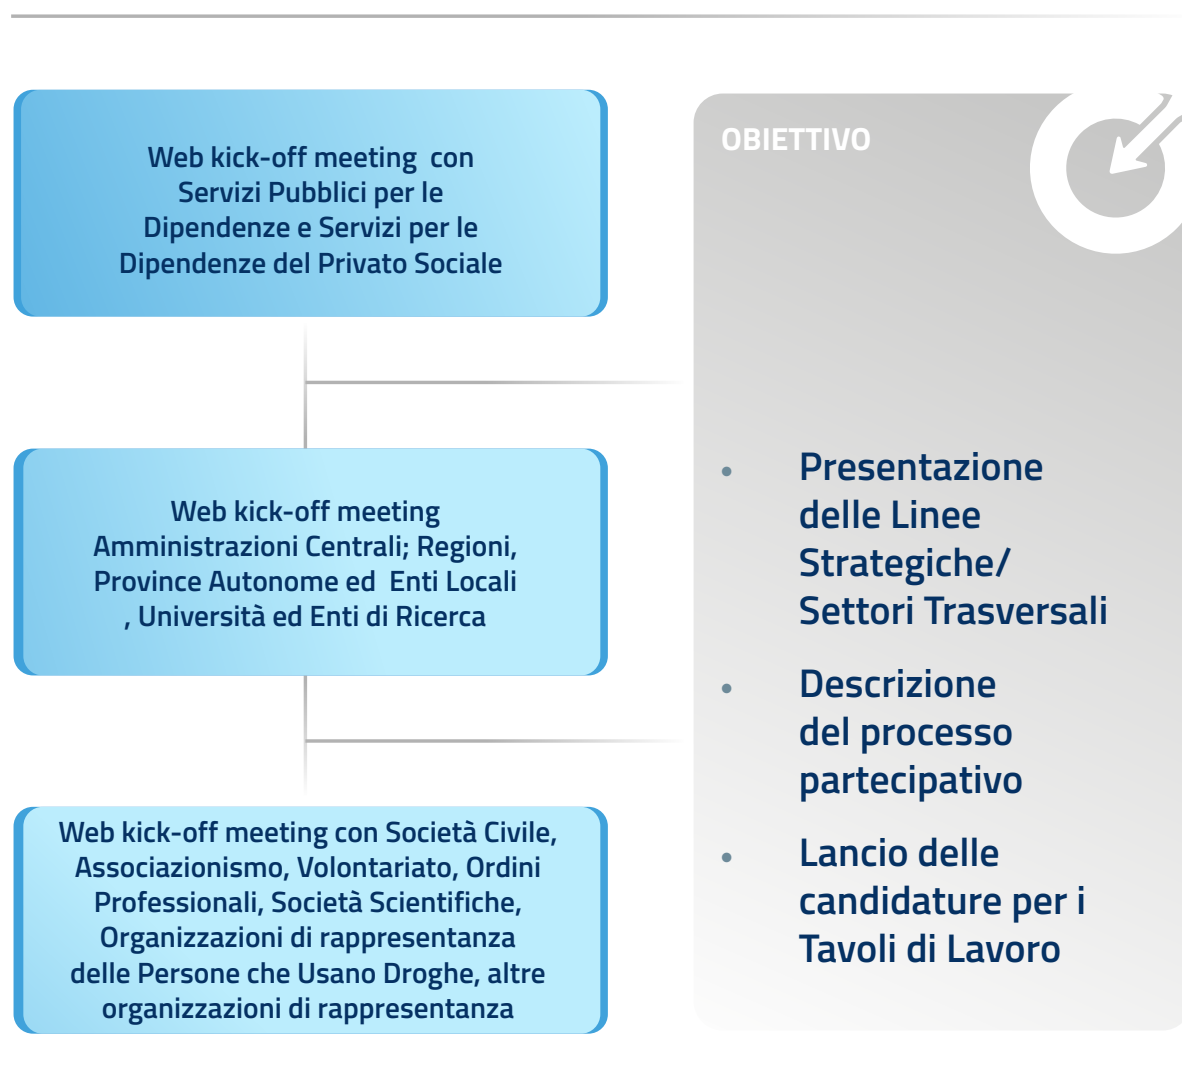 Web kick-off meeting  con
Servizi Pubblici per le
Dipendenze e Servizi per le
Dipendenze del Privato Sociale
Web kick-off meeting
Amministrazioni Centrali; Regioni,
Province Autonome ed  Enti Locali
, Università ed Enti di Ricerca
Web kick-off meeting con Società Civile,
Associazionismo, Volontariato, Ordini
Professionali, Società Scientifiche,
Organizzazioni di rappresentanza
delle Persone che Usano Droghe, altre
organizzazioni di rappresentanza
OBIETTIVO
• Presentazione
delle Linee
Strategiche/
Settori Trasversali
• Descrizione
del processo
partecipativo
• Lancio delle
candidature per i
Tavoli di Lavoro